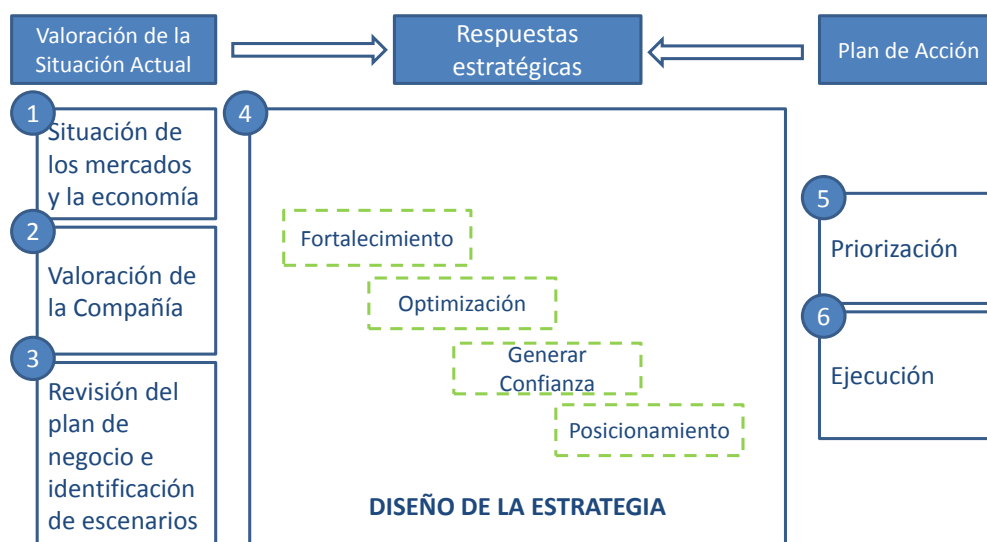 Valoración de la
Situación Actual
Respuestas
estratégicas
Plan de Acción
1
Situación de
los mercados
y la economía
2
Valoración de
la Compañía
3
Revisión del
plan de
negocio e
identificación
de escenarios
4
Fortalecimiento
Optimización
Generar
Confianza
Posicionamiento
DISEÑO DE LA ESTRATEGIA
5
Priorización
6
Ejecución